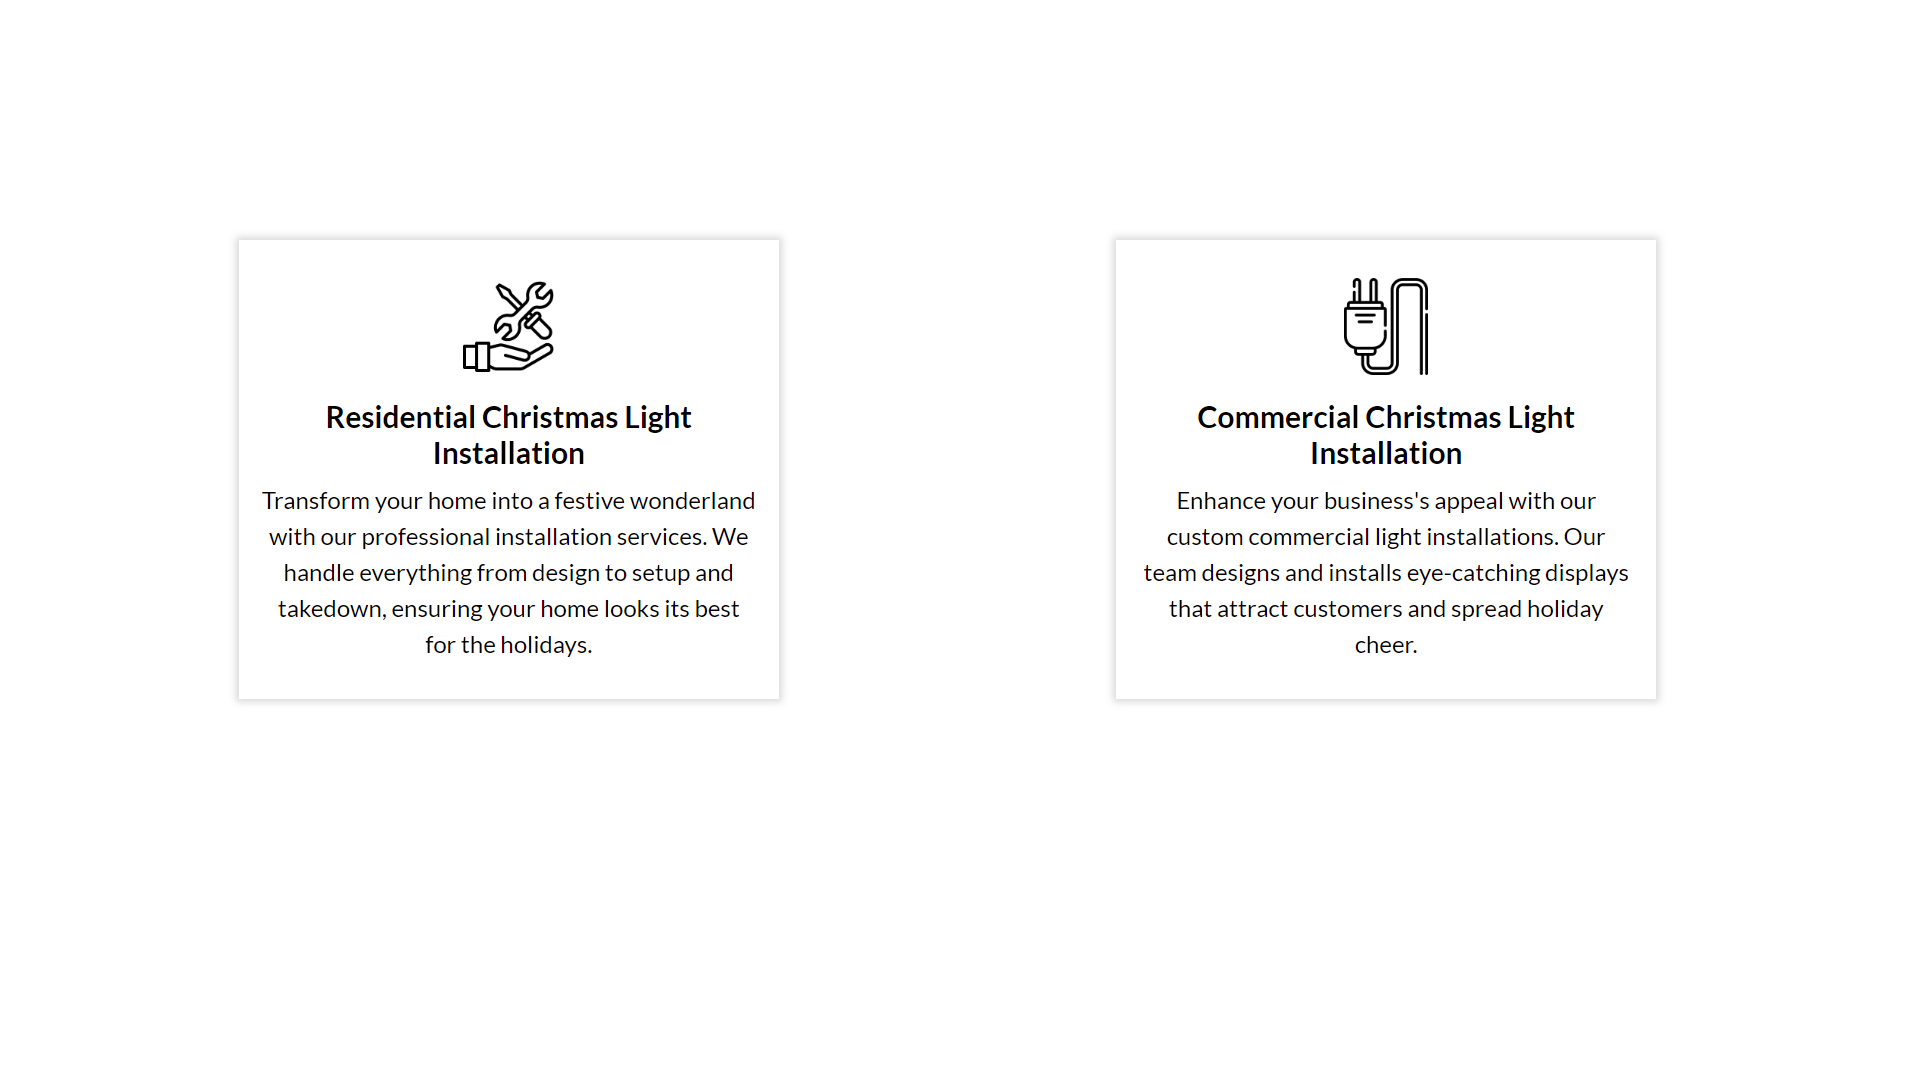 Residential Christmas Light
Installation
Transform your home into a festive wonderland
with our professional installation services. We
handle everything from design to setup and
takedown, ensuring your home looks its best
for the holidays.
Commercial Christmas Light
Installation
Enhance your business's appeal with our
custom commercial light installations. Our
team designs and installs eye-catching displays
that attract customers and spread holiday
cheer.